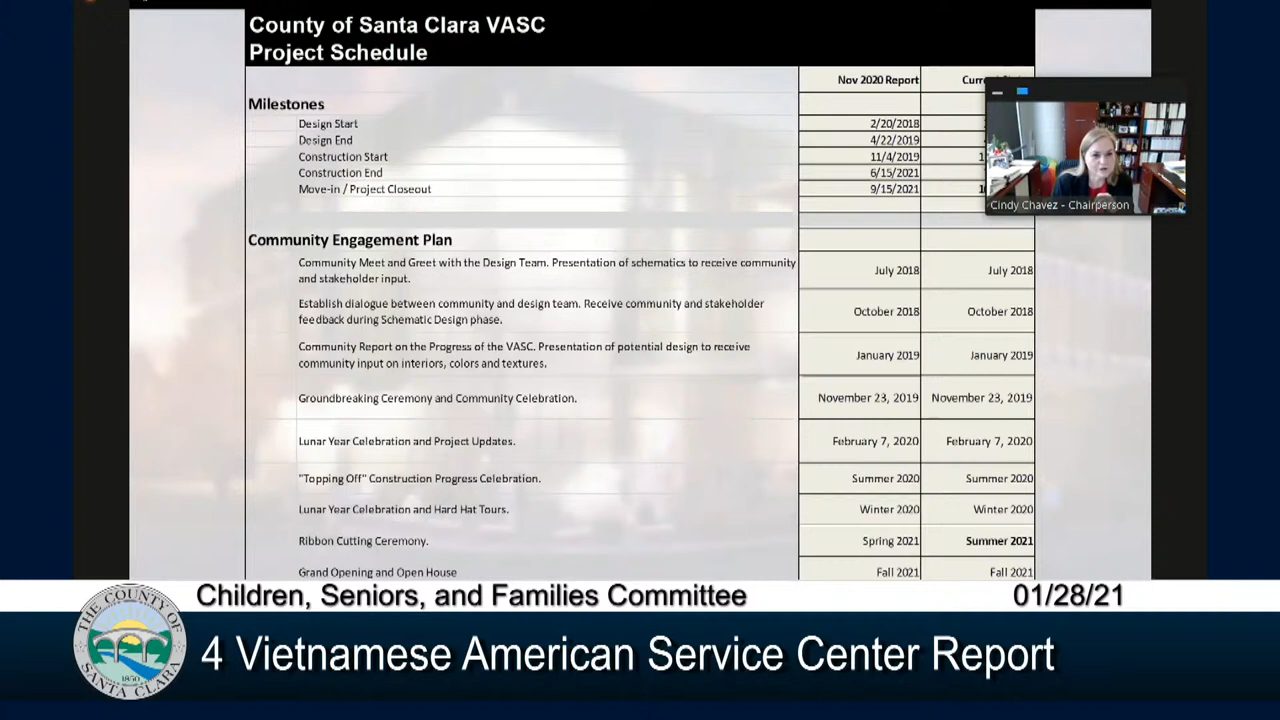 County of Santa Clara VASC
Project Schedule
Nov 2020 Report
Milestones
Design Start 2/20/2018
Design End 4/22/2019
Construction Start 11/4/2019
Construction End 6/15/2021
Move-in / Project Closeout 9/15/2021
Cindy Chavez - Chairperson
Community Engagement Plan
Community Meet and Greet with the Design Team. Presentation of schematics to receive community
and stakeholder input.
July 2018 July 2018
Establish dialogue between community and design team. Receive community and stakeholder
feedback during Schematic Design phase.
October 2018 October 2018
Community Report on the Progress of the VASC. Presentation of potential design to receive
community input on interiors, colors and textures.
January 2019 January 2019
Groundbreaking Ceremony and Community Celebration. November 23, 2019 November 23, 2019
Lunar Year Celebration and Project Updates. February 7, 2020 February 7, 2020
"Topping Off" Construction Progress Celebration. Summer 2020 Summer 2020
Lunar Year Celebration and Hard Hat Tours. Winter 2020 Winter 2020
Ribbon Cutting Ceremony. Spring 2021 Summer 2021
Grand Opening and Open House Fall 2021 Fall 2021
Children, Seniors, and Families Committee 01/28/21
THE COUNTY OF
SANTA CLARA
1850
4 Vietnamese American Service Center Report